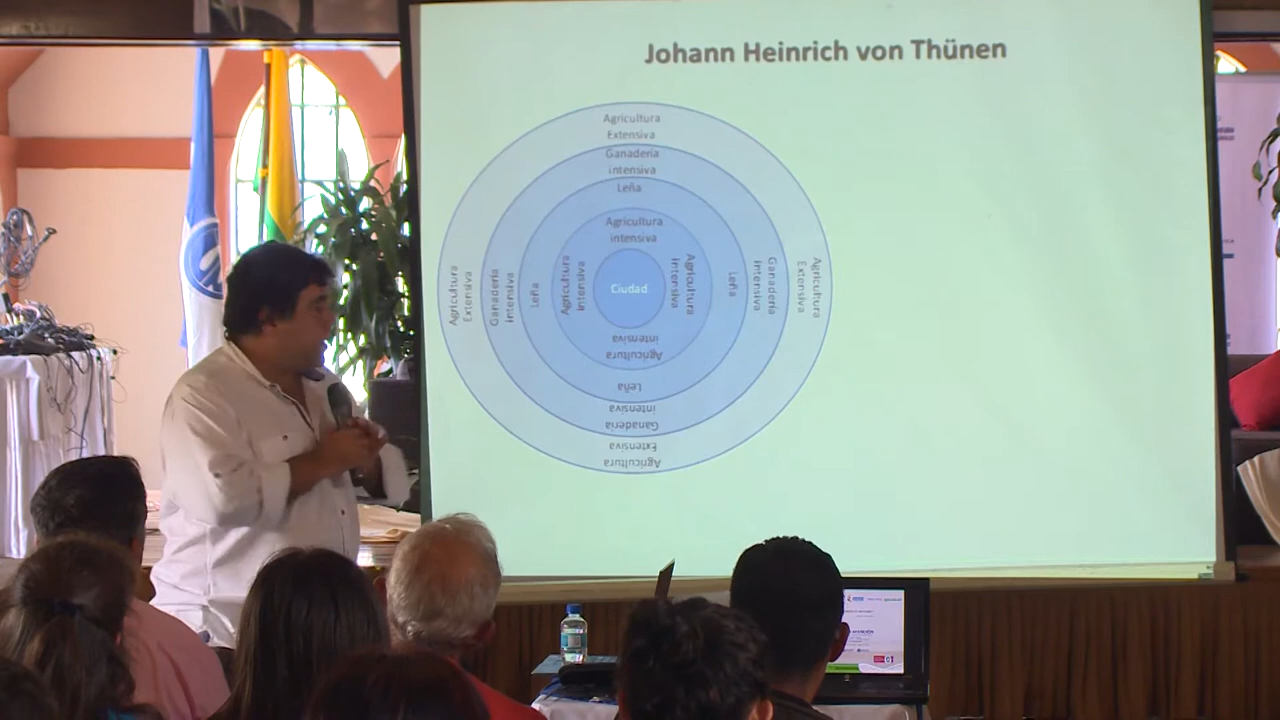 Johann Heinrich von Thünen
Agricultura
Extensiva
Ganadería
intensiva
Leña
Agricultura
intensiva
Agricultura
Extensiva
Ganadería
Intensiva
Leña
Agricultura
Intensiva
Ciudad
Agricultura
Intensiva
Leña
Ganadería
Intensiva
Agricultura
Extensiva
Agricultura
intensiva
Leña
Ganadería
intensiva
Agricultura
Extensiva